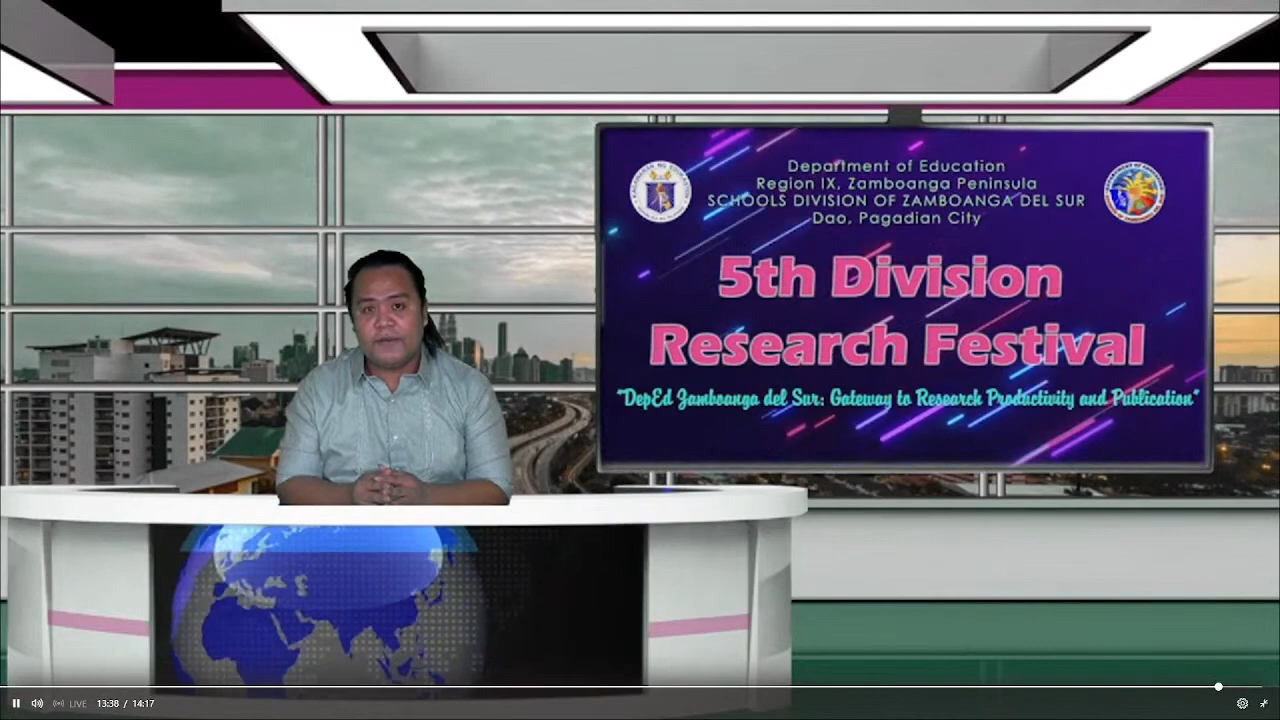 Department of Education
Region IX, Zamboanga Peninsula
SCHOOLS DIVISION OF ZAMBOANGA DEL SUR
Dao, Pagadian City
5th Division
Research Festival
"DepEd Zamboanga del Sur: Gateway to Research Productivity and Publication"
LIVE 13:38 / 14:17